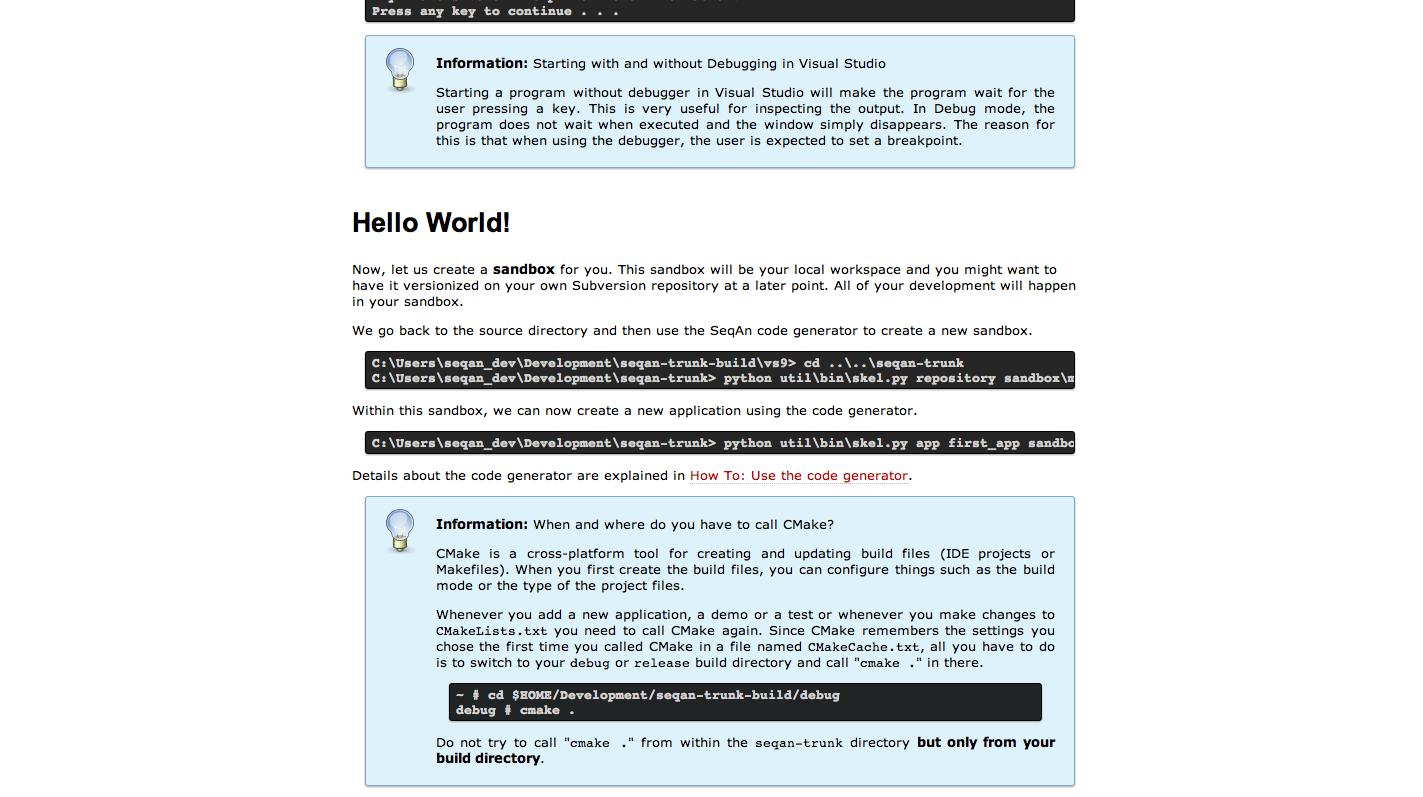 Press any key to continue . . .
Information: Starting with and without Debugging in Visual Studio
Starting a program without debugger in Visual Studio will make the program wait for the
user pressing a key. This is very useful for inspecting the output. In Debug mode, the
program does not wait when executed and the window simply disappears. The reason for
this is that when using the debugger, the user is expected to set a breakpoint.
Hello World!
Now, let us create a sandbox for you. This sandbox will be your local workspace and you might want to
have it versionized on your own Subversion repository at a later point. All of your development will happen
in your sandbox.
We go back to the source directory and then use the SeqAn code generator to create a new sandbox.
C:\Users\seqan_dev\Development\seqan-trunk-build\vs9> cd ..\..\seqan-trunk
C:\Users\seqan_dev\Development\seqan-trunk> python util\bin\skel.py repository sandbox\
Within this sandbox, we can now create a new application using the code generator.
C:\Users\seqan_dev\Development\seqan-trunk> python util\bin\skel.py app first_app sandbo
Details about the code generator are explained in How To: Use the code generator.
Information: When and where do you have to call CMake?
CMake is a cross-platform tool for creating and updating build files (IDE projects or
Makefiles). When you first create the build files, you can configure things such as the build
mode or the type of the project files.
Whenever you add a new application, a demo or a test or whenever you make changes to
CMakeLists.txt you need to call CMake again. Since CMake remembers the settings you
chose the first time you called CMake in a file named CMakeCache.txt, all you have to do
is to switch to your debug or release build directory and call "cmake ." in there.
~ # cd $HOME/Development/seqan-trunk-build/debug
debug # cmake .
Do not try to call "cmake ." from within the seqan-trunk directory but only from your
build directory.